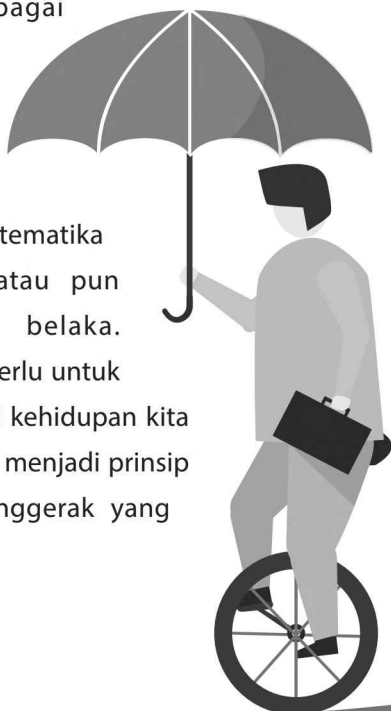 bagai
tematika
atau pun
belaka.
erlu untuk
kehidupan kita
menjadi prinsip
nggerak yang